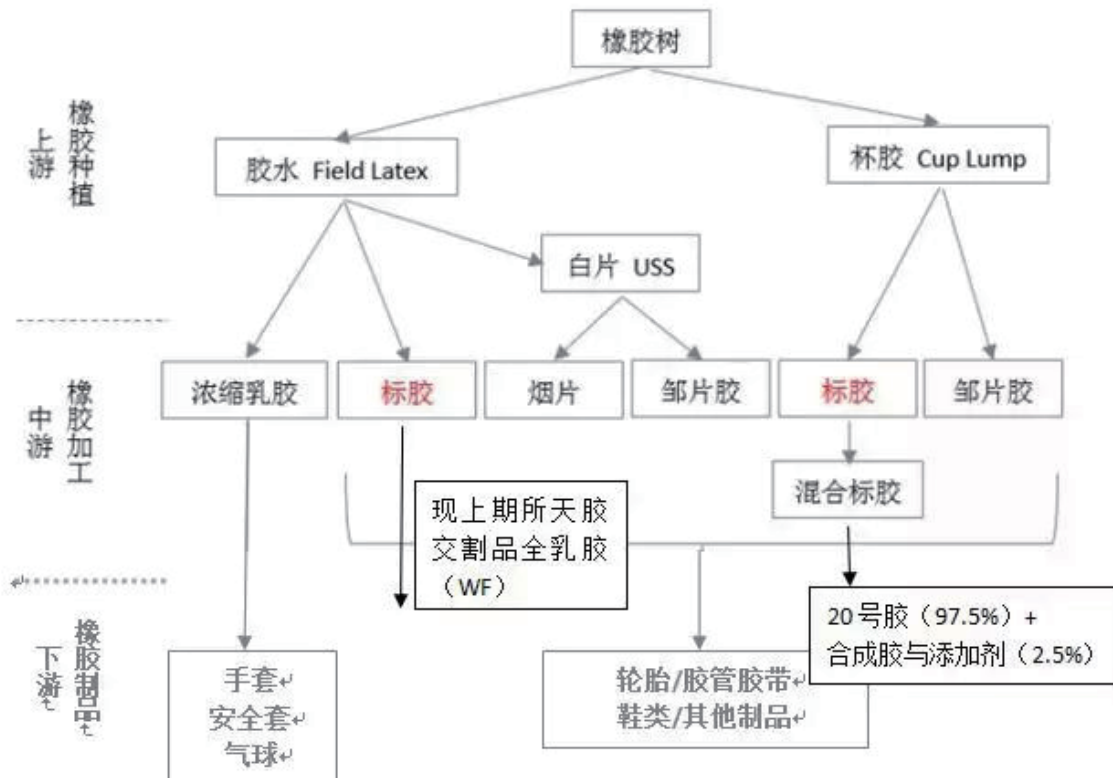 橡胶树
橡胶种植
上游
胶水 Field Latex
杯胶 Cup Lump
白片 USS
橡胶加工
中游
浓缩乳胶
标胶
烟片
邹片胶
标胶
邹片胶
混合标胶
现上期所天胶
交割品全乳胶
（WF）
橡胶制品
下游
手套
安全套
气球
轮胎/胶管胶带
鞋类/其他制品
20号胶（97.5%）+
合成胶与添加剂（2.5%）